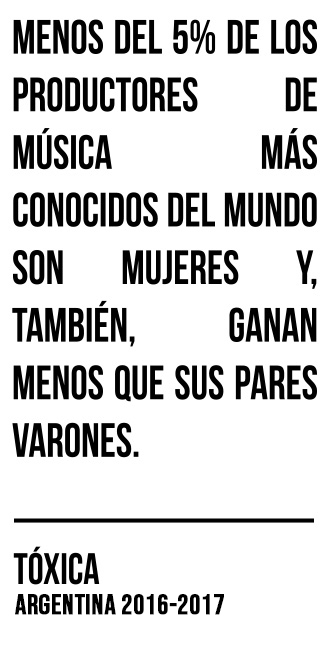 MENOS DEL 5% DE LOS
PRODUCTORES DE
MÚSICA MÁS
CONOCIDOS DEL MUNDO
SON MUJERES Y,
TAMBIÉN, GANAN
MENOS QUE SUS PARES
VARONES.
TÓXICA
ARGENTINA 2016-2017